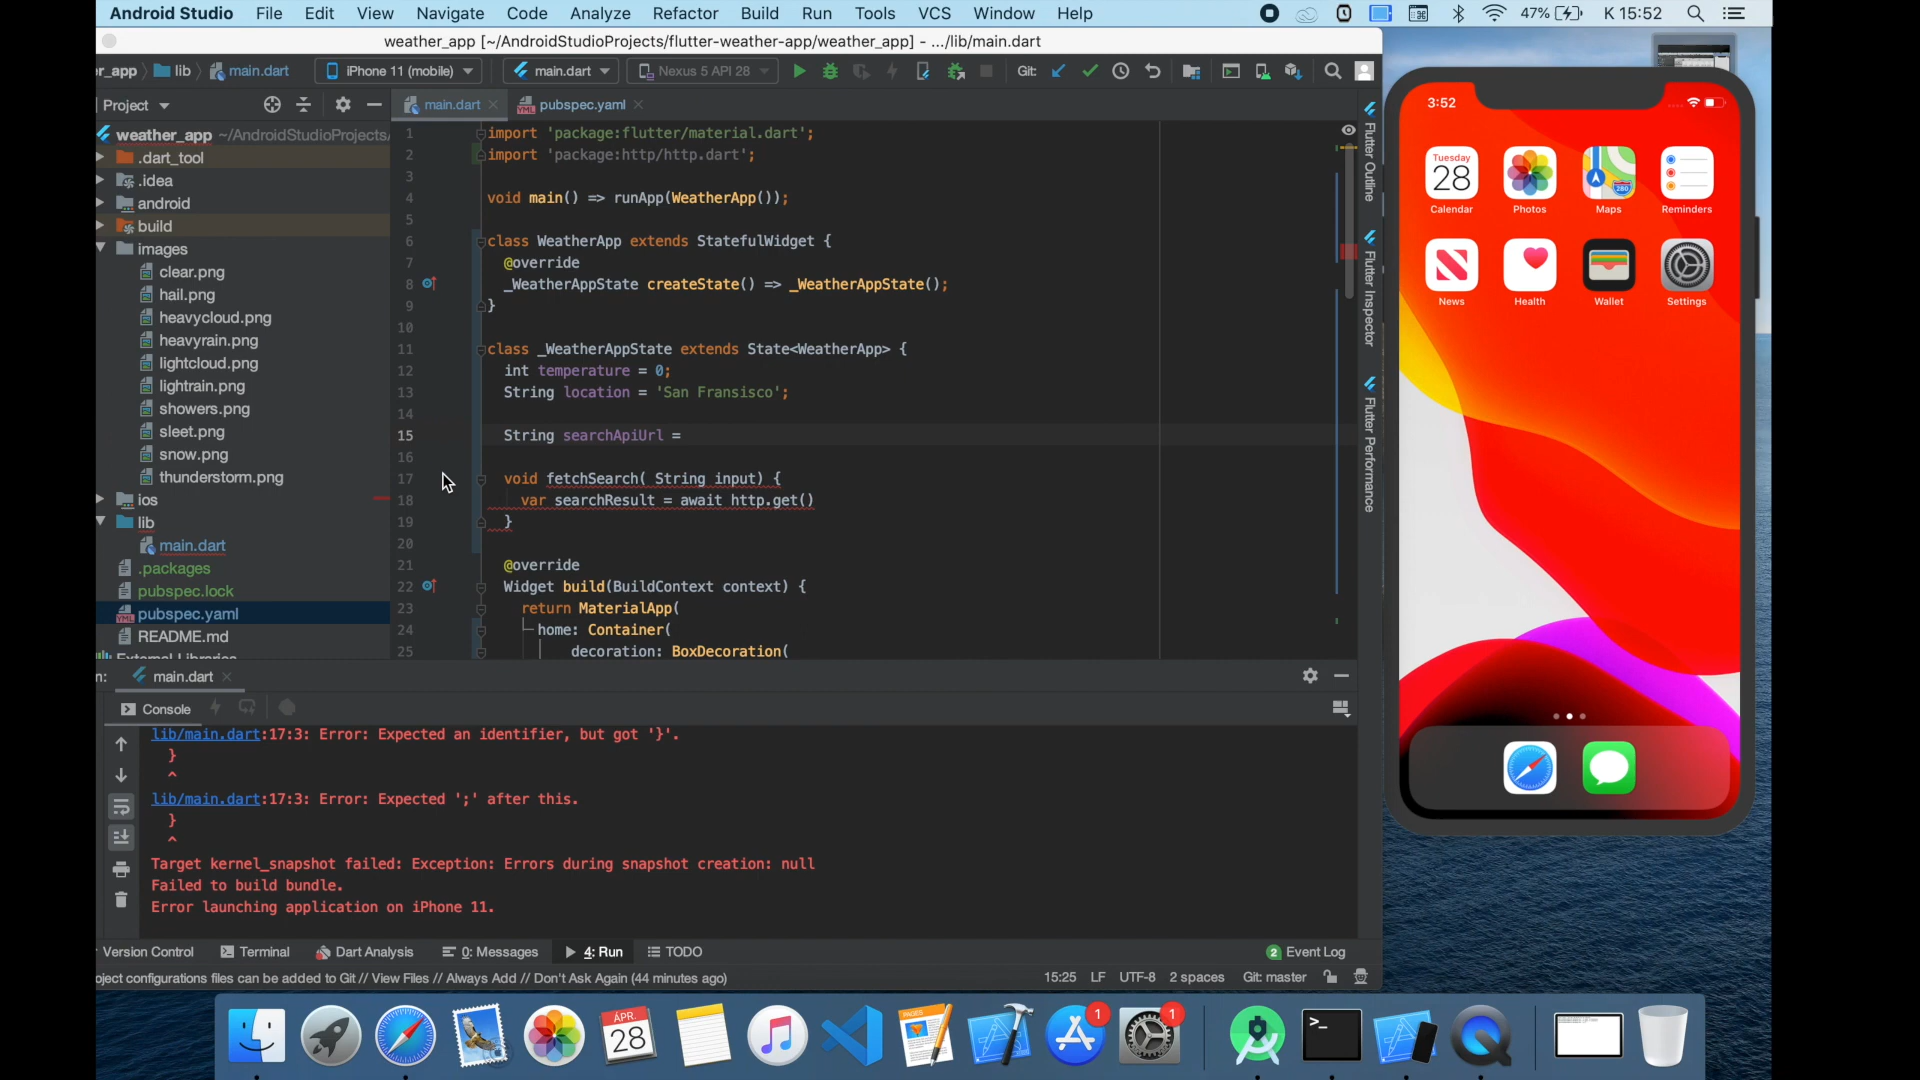 Android Studio File Edit View Navigate Code Analyze Refactor Build Run Tools VCS Window Help 47% K 15:52
weather_app [~/AndroidStudioProjects/flutter-weather-app/weather_app] - .../lib/main.dart
r_app lib main.dart iPhone 11 (mobile) main.dart Nexus 5 API 28 Git:
Project main.dart pubspec.yaml
weather_app ~/AndroidStudioProjects/
.dart_tool
.idea
android
build
images
clear.png
hail.png
heavycloud.png
heavyrain.png
lightcloud.png
lightrain.png
showers.png
sleet.png
snow.png
thunderstorm.png
ios
lib
main.dart
.packages
pubspec.lock
pubspec.yaml
README.md
External Libraries
1 import 'package:flutter/material.dart';
2 import 'package:http/http.dart';
3
4 void main() => runApp(WeatherApp());
5
6 class WeatherApp extends StatefulWidget {
7 @override
8 _WeatherAppState createState() => _WeatherAppState();
9 }
10
11 class _WeatherAppState extends State<WeatherApp> {
12 int temperature = 0;
13 String location = 'San Fransisco';
14
15 String searchApiUrl =
16
17 void fetchSearch( String input) {
18 var searchResult = await http.get()
19 }
20
21 @override
22 Widget build(BuildContext context) {
23 return MaterialApp(
24 home: Container(
25 decoration: BoxDecoration(
Flutter Outline
Flutter Inspector
Flutter Performance
n: main.dart
Console
lib/main.dart:17:3: Error: Expected an identifier, but got '}'.
}
^
lib/main.dart:17:3: Error: Expected ';' after this.
}
^
Target kernel_snapshot failed: Exception: Errors during snapshot creation: null
Failed to build bundle.
Error launching application on iPhone 11.
Version Control Terminal Dart Analysis 0: Messages 4: Run TODO 2 Event Log
oject configurations files can be added to Git // View Files // Always Add // Don't Ask Again (44 minutes ago) 15:25 LF UTF-8 2 spaces Git: master
3:52
Tuesday
28
280
Calendar Photos Maps Reminders
News Health Wallet Settings
ÁPR.
28
PAGES
1
1
>_